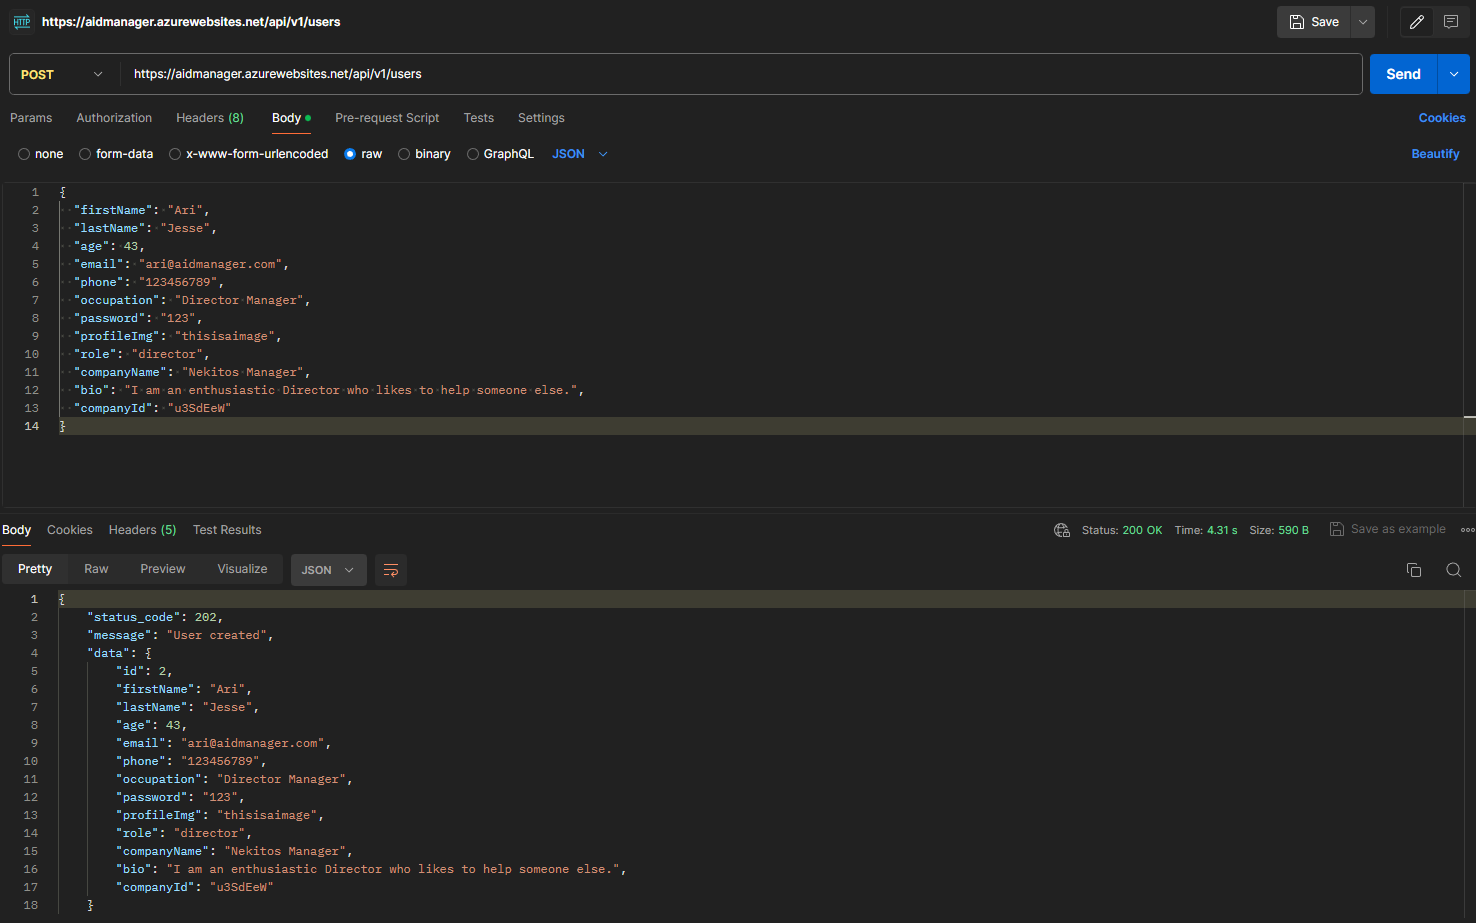 HTTP https://aidmanager.azurewebsites.net/api/v1/users Save
POST https://aidmanager.azurewebsites.net/api/v1/users Send
Params Authorization Headers (8) Body Pre-request Script Tests Settings Cookies
none form-data x-www-form-urlencoded raw binary GraphQL JSON Beautify
1 {
2 "firstName": "Ari",
3 "lastName": "Jesse",
4 "age": 43,
5 "email": "ari@aidmanager.com",
6 "phone": "123456789",
7 "occupation": "Director Manager",
8 "password": "123",
9 "profileImg": "thisisaimage",
10 "role": "director",
11 "companyName": "Nekitos Manager",
12 "bio": "I am an enthusiastic Director who likes to help someone else.",
13 "companyId": "u3SdEeW"
14 }
Body Cookies Headers (5) Test Results Status: 200 OK Time: 4.31 s Size: 590 B Save as example
Pretty Raw Preview Visualize JSON
1 {
2 "status_code": 202,
3 "message": "User created",
4 "data": {
5 "id": 2,
6 "firstName": "Ari",
7 "lastName": "Jesse",
8 "age": 43,
9 "email": "ari@aidmanager.com",
10 "phone": "123456789",
11 "occupation": "Director Manager",
12 "password": "123",
13 "profileImg": "thisisaimage",
14 "role": "director",
15 "companyName": "Nekitos Manager",
16 "bio": "I am an enthusiastic Director who likes to help someone else.",
17 "companyId": "u3SdEeW"
18 }